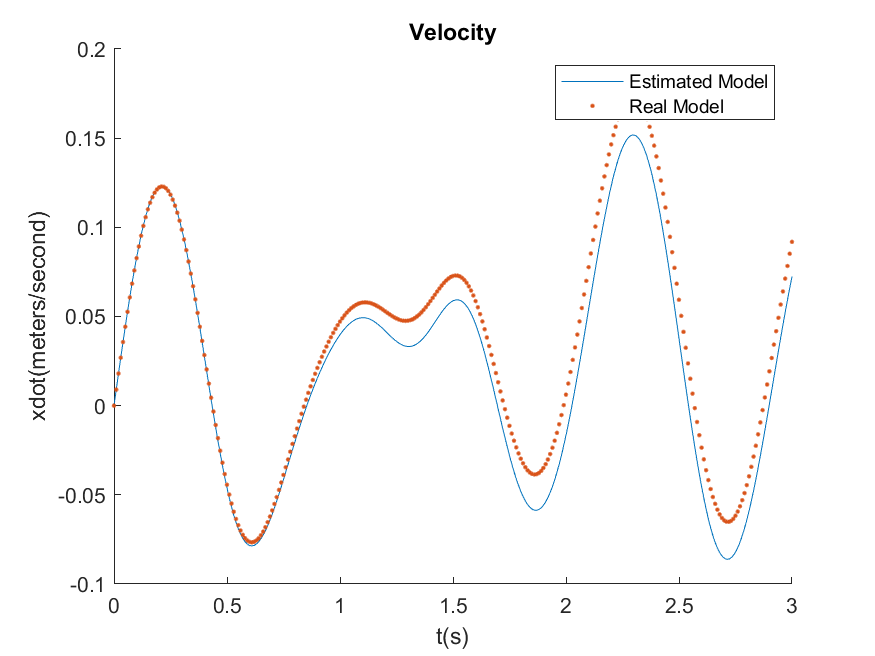 Velocity
Estimated Model
Real Model
0.2
0.15
0.1
0.05
0
-0.05
-0.1
xdot(meters/second)
0 0.5 1 1.5 2 2.5 3
t(s)